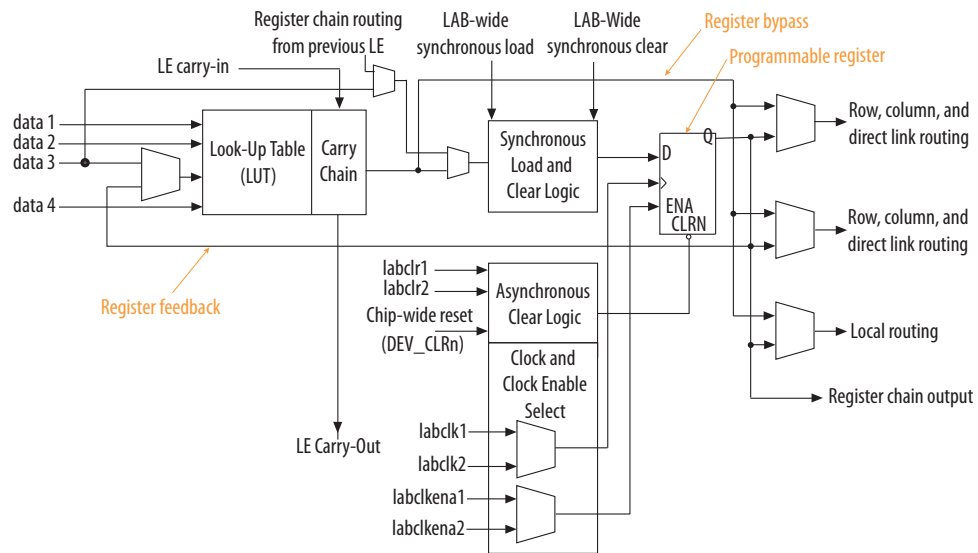 Register chain routing
from previous LE
LAB-wide
synchronous load
LAB-Wide
synchronous clear
Register bypass
Programmable register
LE carry-in
data 1
data 2
data 3
data 4
Look-Up Table
(LUT)
Carry
Chain
Synchronous
Load and
Clear Logic
D
Q
ENA
CLRN
Row, column, and
direct link routing
Row, column, and
direct link routing
Local routing
Register chain output
Register feedback
labclr1
labclr2
Chip-wide reset
(DEV_CLRn)
Asynchronous
Clear Logic
Clock and
Clock Enable
Select
labclk1
labclk2
labclkena1
labclkena2
LE Carry-Out